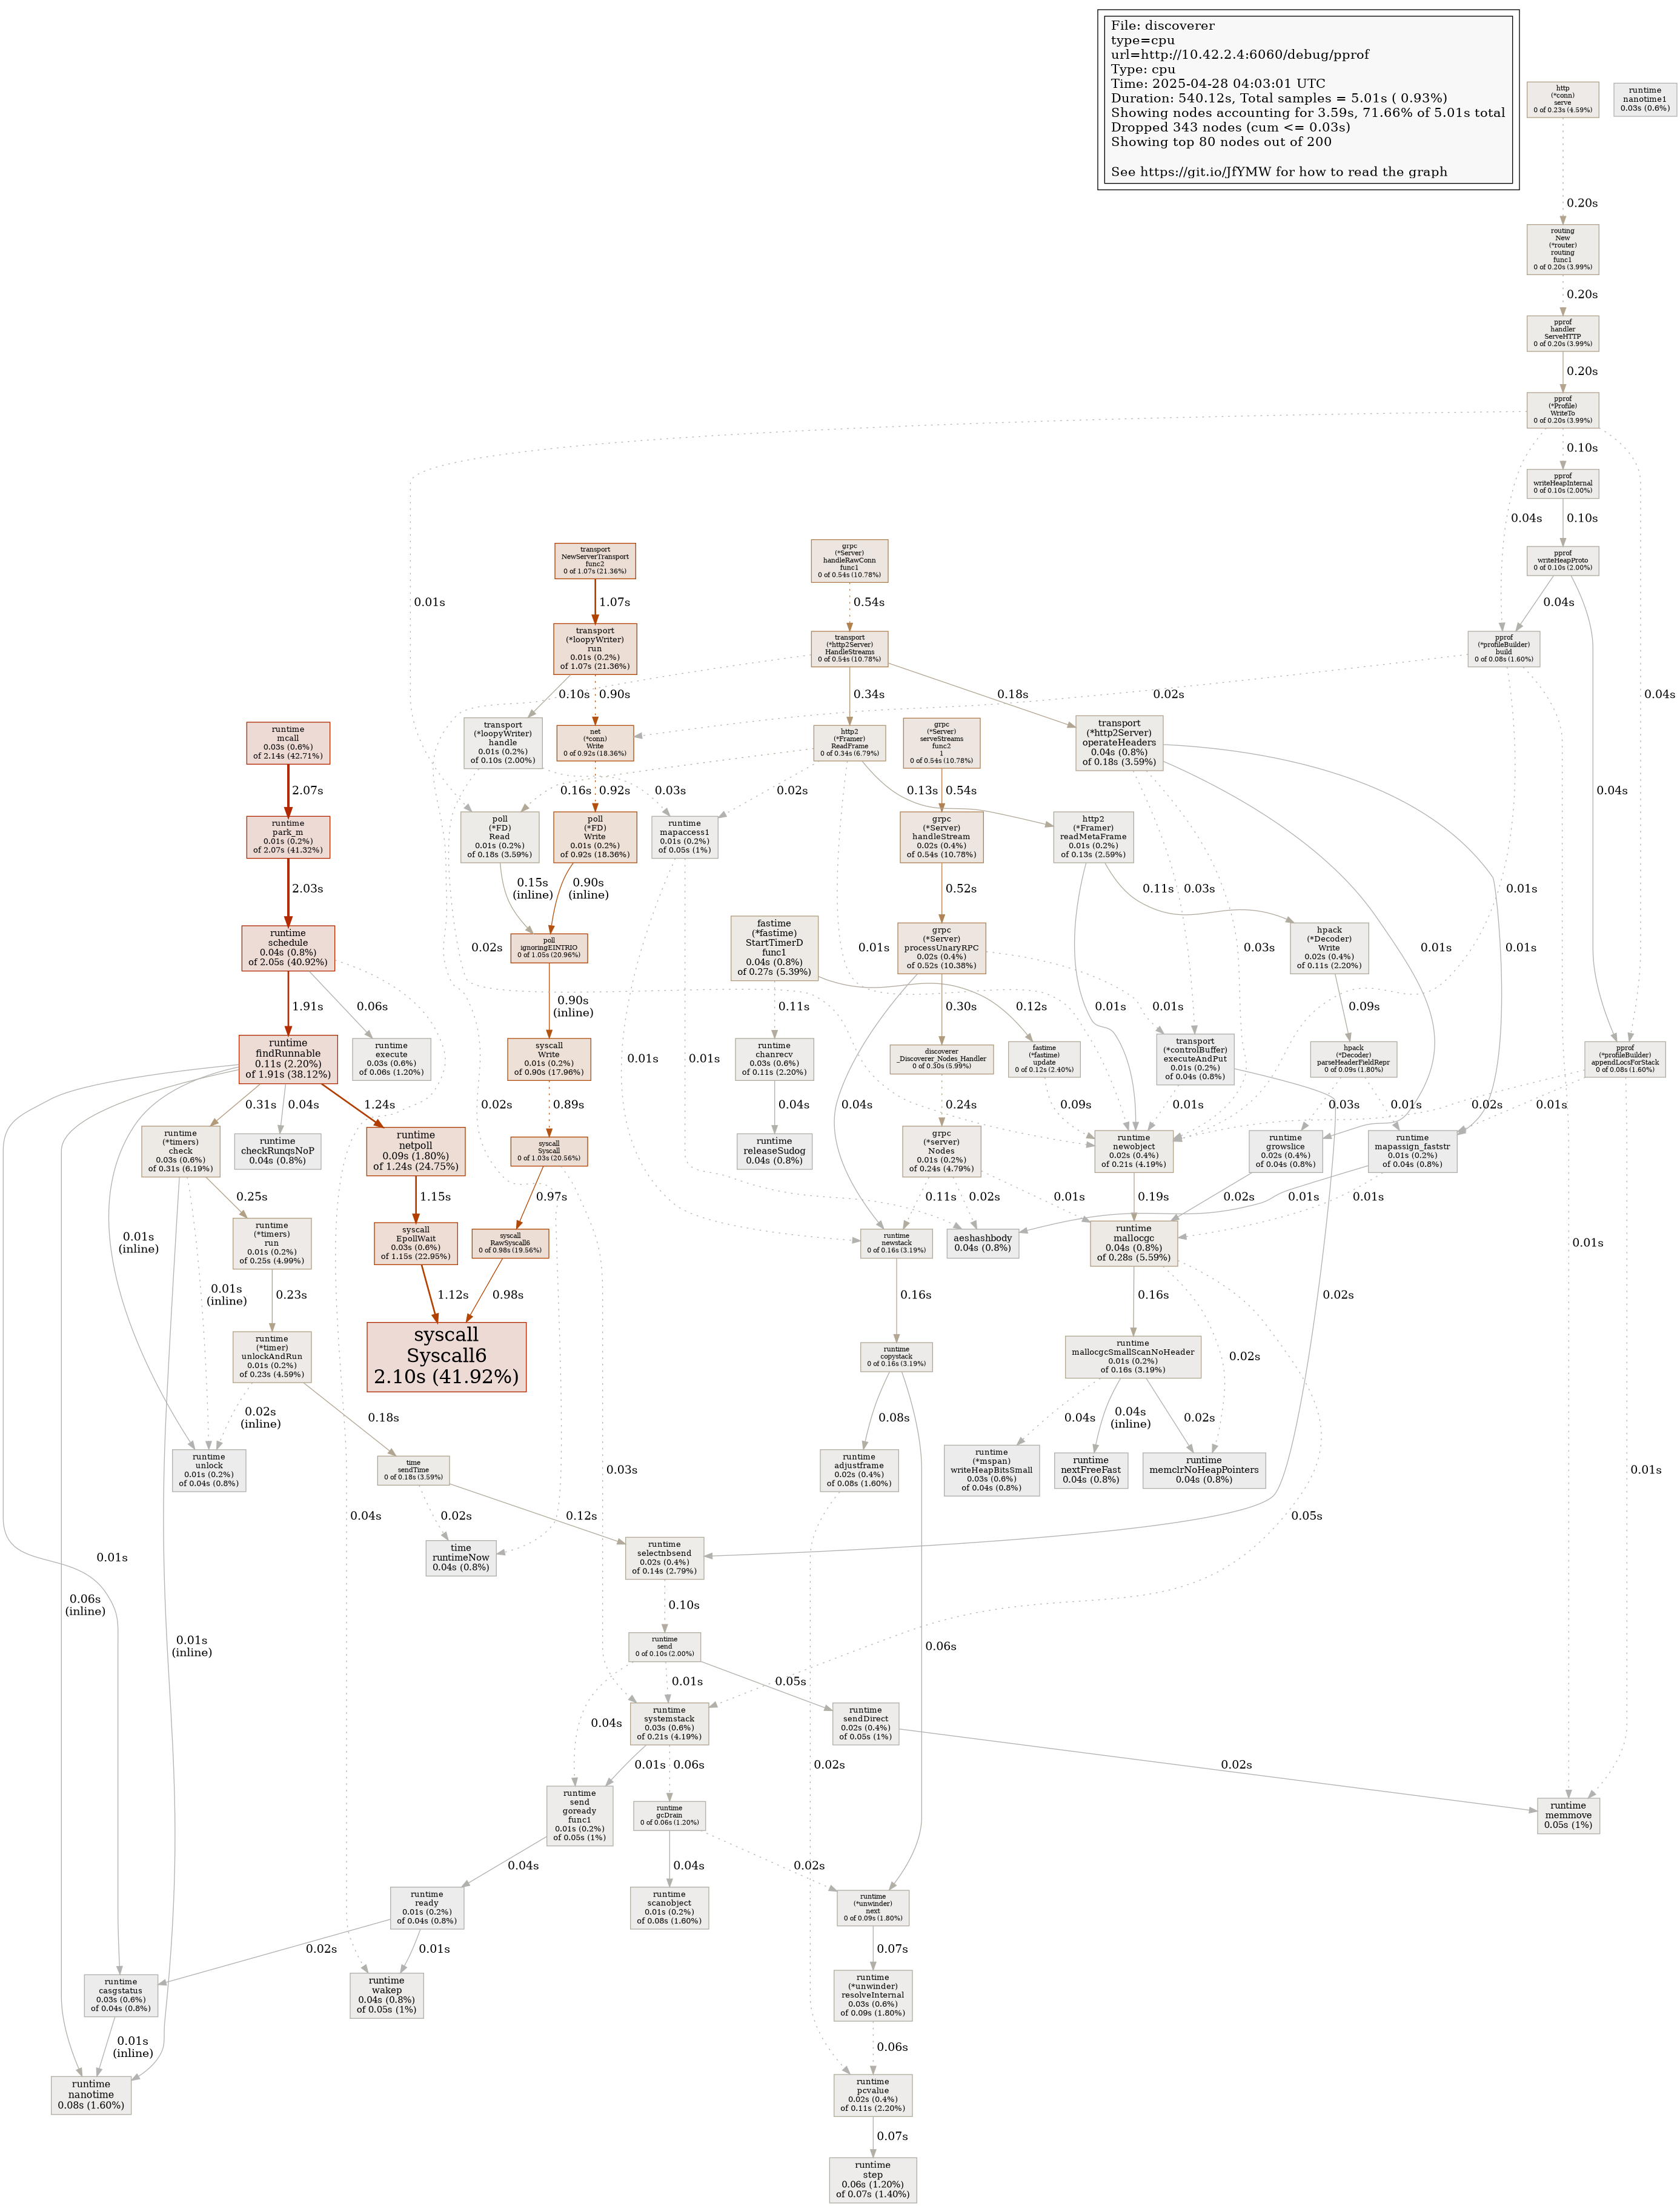 File: discoverer
type=cpu
url=http://10.42.2.4:6060/debug/pprof
Type: cpu
Time: 2025-04-28 04:03:01 UTC
Duration: 540.12s, Total samples = 5.01s ( 0.93%)
Showing nodes accounting for 3.59s, 71.66% of 5.01s total
Dropped 343 nodes (cum <= 0.03s)
Showing top 80 nodes out of 200
See https://git.io/JfYMW for how to read the graph
http
(*conn)
serve
0 of 0.23s (4.59%)
runtime
nanotime1
0.03s (0.6%)
0.20s
routing
New
(*router)
routing
func1
0 of 0.20s (3.99%)
0.20s
pprof
handler
ServeHTTP
0 of 0.20s (3.99%)
0.20s
pprof
(*Profile)
WriteTo
0 of 0.20s (3.99%)
0.10s
pprof
writeHeapInternal
0 of 0.10s (2.00%)
0.04s
0.10s
transport
NewServerTransport
func2
0 of 1.07s (21.36%)
grpc
(*Server)
handleRawConn
func1
0 of 0.54s (10.78%)
pprof
writeHeapProto
0 of 0.10s (2.00%)
0.01s
1.07s
0.54s
0.04s
transport
(*loopyWriter)
run
0.01s (0.2%)
of 1.07s (21.36%)
transport
(*http2Server)
HandleStreams
0 of 0.54s (10.78%)
pprof
(*profileBuilder)
build
0 of 0.08s (1.60%)
0.10s
0.90s
0.34s
0.18s
0.02s
0.04s
runtime
mcall
0.03s (0.6%)
of 2.14s (42.71%)
transport
(*loopyWriter)
handle
0.01s (0.2%)
of 0.10s (2.00%)
net
(*conn)
Write
0 of 0.92s (18.36%)
http2
(*Framer)
ReadFrame
0 of 0.34s (6.79%)
grpc
(*Server)
serveStreams
func2
1
0 of 0.54s (10.78%)
transport
(*http2Server)
operateHeaders
0.04s (0.8%)
of 0.18s (3.59%)
2.07s
0.16s
0.92s
0.03s
0.02s
0.13s
0.54s
0.04s
runtime
park_m
0.01s (0.2%)
of 2.07s (41.32%)
poll
(*FD)
Read
0.01s (0.2%)
of 0.18s (3.59%)
poll
(*FD)
Write
0.01s (0.2%)
of 0.92s (18.36%)
runtime
mapaccess1
0.01s (0.2%)
of 0.05s (1%)
grpc
(*Server)
handleStream
0.02s (0.4%)
of 0.54s (10.78%)
http2
(*Framer)
readMetaFrame
0.01s (0.2%)
of 0.13s (2.59%)
2.03s
0.15s
(inline)
0.90s
(inline)
0.52s
0.11s
0.03s
0.01s
runtime
schedule
0.04s (0.8%)
of 2.05s (40.92%)
poll
ignoringEINTRIO
0 of 1.05s (20.96%)
fastime
(*fastime)
StartTimerD
func1
0.04s (0.8%)
of 0.27s (5.39%)
grpc
(*Server)
processUnaryRPC
0.02s (0.4%)
of 0.52s (10.38%)
hpack
(*Decoder)
Write
0.02s (0.4%)
of 0.11s (2.20%)
0.02s
0.01s
0.03s
0.01s
0.01s
1.91s
0.06s
0.90s
(inline)
0.11s
0.12s
0.30s
0.01s
0.01s
0.09s
runtime
findRunnable
0.11s (2.20%)
of 1.91s (38.12%)
runtime
execute
0.03s (0.6%)
of 0.06s (1.20%)
syscall
Write
0.01s (0.2%)
of 0.90s (17.96%)
runtime
chanrecv
0.03s (0.6%)
of 0.11s (2.20%)
discoverer
_Discoverer_Nodes_Handler
0 of 0.30s (5.99%)
fastime
(*fastime)
update
0 of 0.12s (2.40%)
transport
(*controlBuffer)
executeAndPut
0.01s (0.2%)
of 0.04s (0.8%)
hpack
(*Decoder)
parseHeaderFieldRepr
0 of 0.09s (1.80%)
pprof
(*profileBuilder)
appendLocsForStack
0 of 0.08s (1.60%)
0.01s
0.01s
0.31s
0.04s
1.24s
0.02s
0.89s
0.04s
0.04s
0.24s
0.09s
0.01s
0.03s
0.01s
0.02s
0.01s
runtime
(*timers)
check
0.03s (0.6%)
of 0.31s (6.19%)
runtime
checkRunqsNoP
0.04s (0.8%)
runtime
netpoll
0.09s (1.80%)
of 1.24s (24.75%)
syscall
Syscall
0 of 1.03s (20.56%)
runtime
releaseSudog
0.04s (0.8%)
grpc
(*server)
Nodes
0.01s (0.2%)
of 0.24s (4.79%)
runtime
newobject
0.02s (0.4%)
of 0.21s (4.19%)
runtime
growslice
0.02s (0.4%)
of 0.04s (0.8%)
runtime
mapassign_faststr
0.01s (0.2%)
of 0.04s (0.8%)
0.25s
1.15s
0.97s
0.11s
0.02s
0.01s
0.19s
0.02s
0.01s
0.01s
0.01s
(inline)
runtime
(*timers)
run
0.01s (0.2%)
of 0.25s (4.99%)
syscall
EpollWait
0.03s (0.6%)
of 1.15s (22.95%)
syscall
RawSyscall6
0 of 0.98s (19.56%)
runtime
newstack
0 of 0.16s (3.19%)
aeshashbody
0.04s (0.8%)
runtime
mallocgc
0.04s (0.8%)
of 0.28s (5.59%)
0.01s
0.01s
(inline)
0.23s
1.12s
0.98s
0.16s
0.16s
0.02s
runtime
(*timer)
unlockAndRun
0.01s (0.2%)
of 0.23s (4.59%)
syscall
Syscall6
2.10s (41.92%)
runtime
copystack
0 of 0.16s (3.19%)
runtime
mallocgcSmallScanNoHeader
0.01s (0.2%)
of 0.16s (3.19%)
0.02s
0.02s
(inline)
0.18s
0.08s
0.04s
0.04s
(inline)
0.02s
runtime
unlock
0.01s (0.2%)
of 0.04s (0.8%)
time
sendTime
0 of 0.18s (3.59%)
0.03s
runtime
adjustframe
0.02s (0.4%)
of 0.08s (1.60%)
runtime
(*mspan)
writeHeapBitsSmall
0.03s (0.6%)
of 0.04s (0.8%)
runtime
nextFreeFast
0.04s (0.8%)
runtime
memclrNoHeapPointers
0.04s (0.8%)
0.01s
0.04s
0.02s
0.12s
0.05s
0.01s
time
runtimeNow
0.04s (0.8%)
runtime
selectnbsend
0.02s (0.4%)
of 0.14s (2.79%)
0.06s
(inline)
0.10s
0.01s
(inline)
runtime
send
0 of 0.10s (2.00%)
0.06s
0.04s
0.01s
0.05s
runtime
systemstack
0.03s (0.6%)
of 0.21s (4.19%)
runtime
sendDirect
0.02s (0.4%)
of 0.05s (1%)
0.01s
0.06s
0.02s
0.02s
runtime
send
goready
func1
0.01s (0.2%)
of 0.05s (1%)
runtime
gcDrain
0 of 0.06s (1.20%)
runtime
memmove
0.05s (1%)
0.04s
0.04s
0.02s
runtime
ready
0.01s (0.2%)
of 0.04s (0.8%)
runtime
scanobject
0.01s (0.2%)
of 0.08s (1.60%)
runtime
(*unwinder)
next
0 of 0.09s (1.80%)
0.02s
0.01s
0.07s
runtime
casgstatus
0.03s (0.6%)
of 0.04s (0.8%)
runtime
wakep
0.04s (0.8%)
of 0.05s (1%)
runtime
(*unwinder)
resolveInternal
0.03s (0.6%)
of 0.09s (1.80%)
0.01s
(inline)
0.06s
runtime
nanotime
0.08s (1.60%)
runtime
pcvalue
0.02s (0.4%)
of 0.11s (2.20%)
0.07s
runtime
step
0.06s (1.20%)
of 0.07s (1.40%)